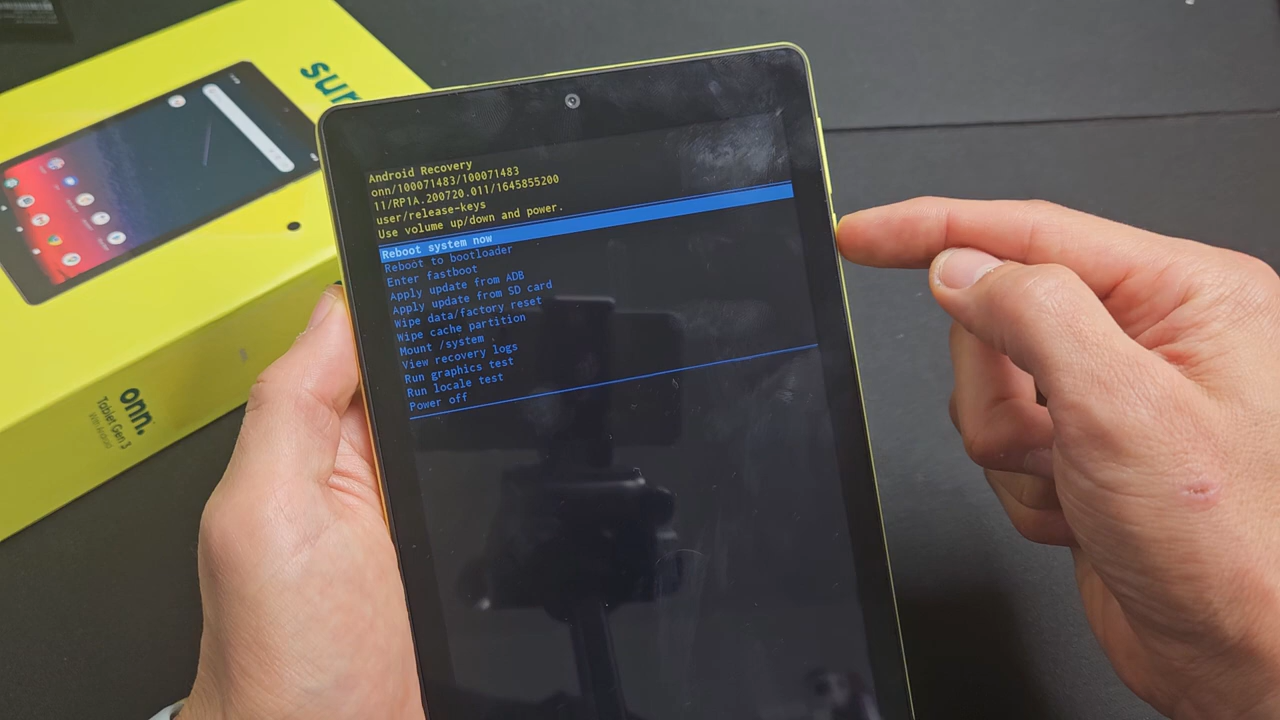 sur
Android Recovery
onn/100071483/100071483
11/RP1A.200720.011/1645855200
user/release-keys
Use volume up/down and power.
Reboot system now
Reboot to bootloader
Enter fastboot
Apply update from ADB
Apply update from SD card
Wipe data/factory reset
Wipe cache partition
Mount /system
View recovery logs
Run graphics test
Run locale test
Power off
onn.
Tablet Gen 3
With Android